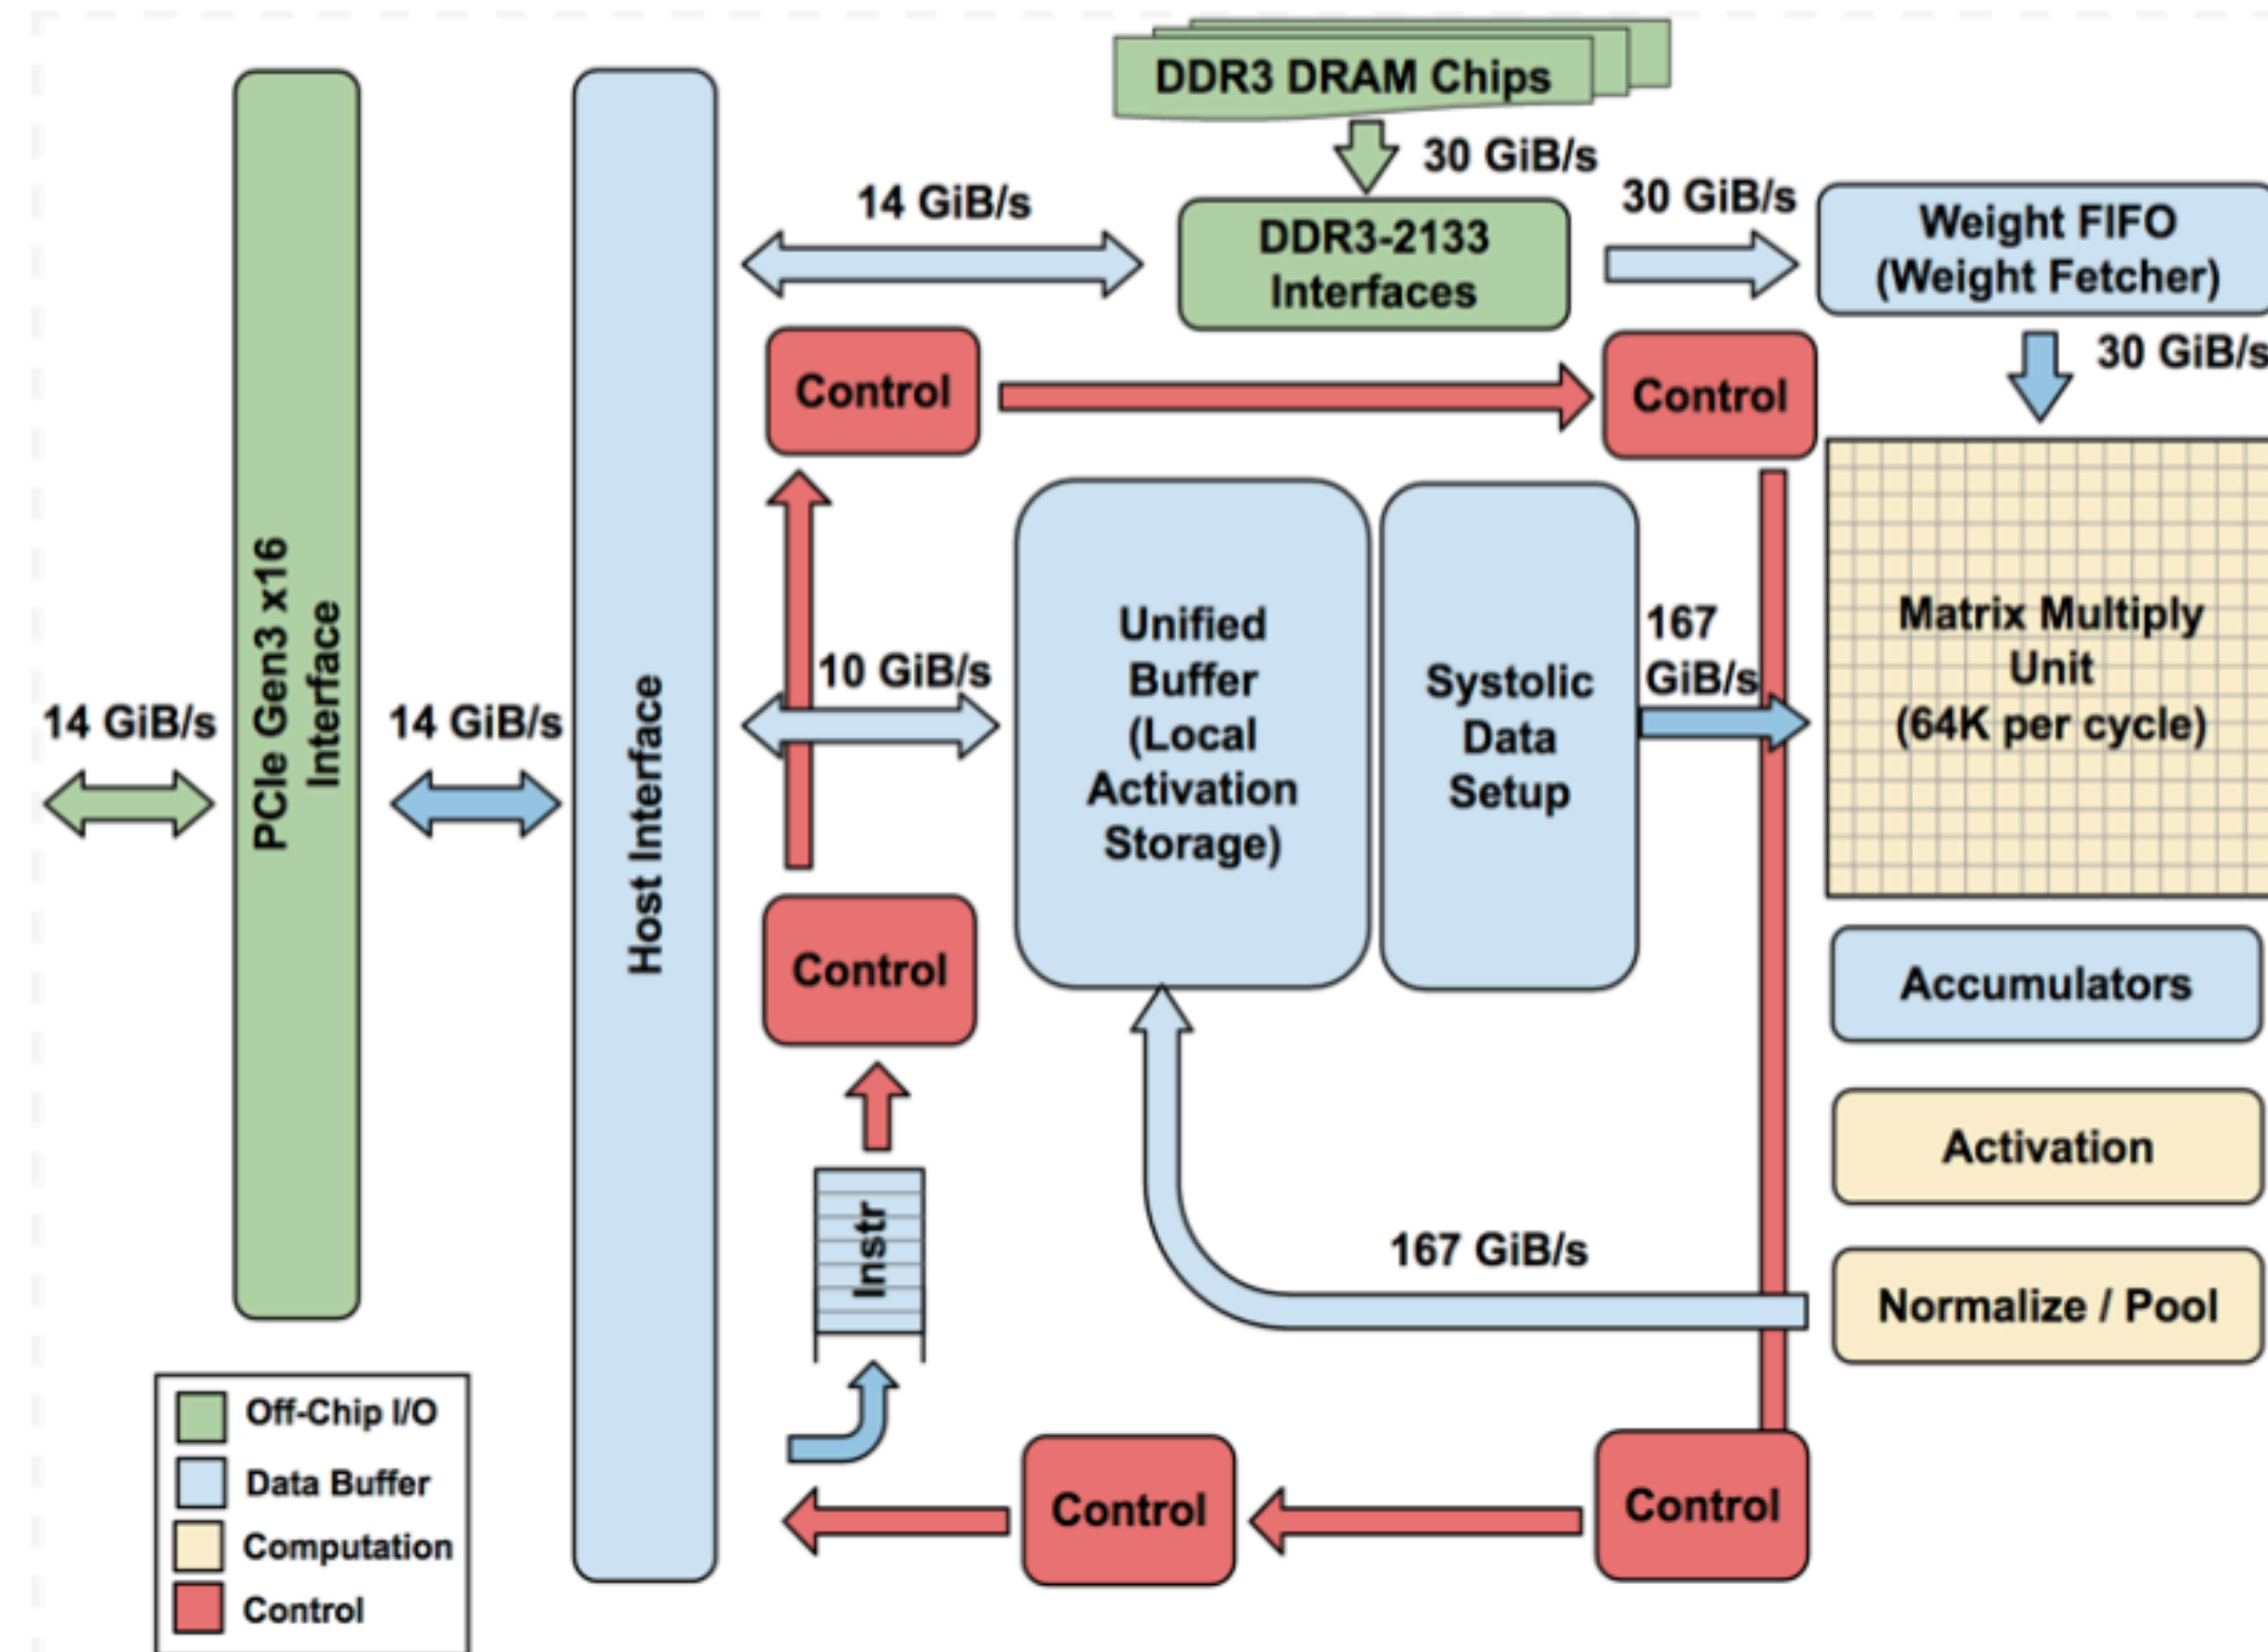 DDR3 DRAM Chips
30 GiB/s
14 GiB/s
30 GiB/s
DDR3-2133
Interfaces
Weight FIFO
(Weight Fetcher)
30 GiB/s
Control
Control
PCIe Gen3 x16
Interface
Host Interface
14 GiB/s
14 GiB/s
10 GiB/s
Unified
Buffer
(Local
Activation
Storage)
Systolic
Data
Setup
167
GiB/s
Matrix Multiply
Unit
(64K per cycle)
Control
Accumulators
Activation
Instr
167 GiB/s
Normalize / Pool
Control
Control
Off-Chip I/O
Data Buffer
Computation
Control